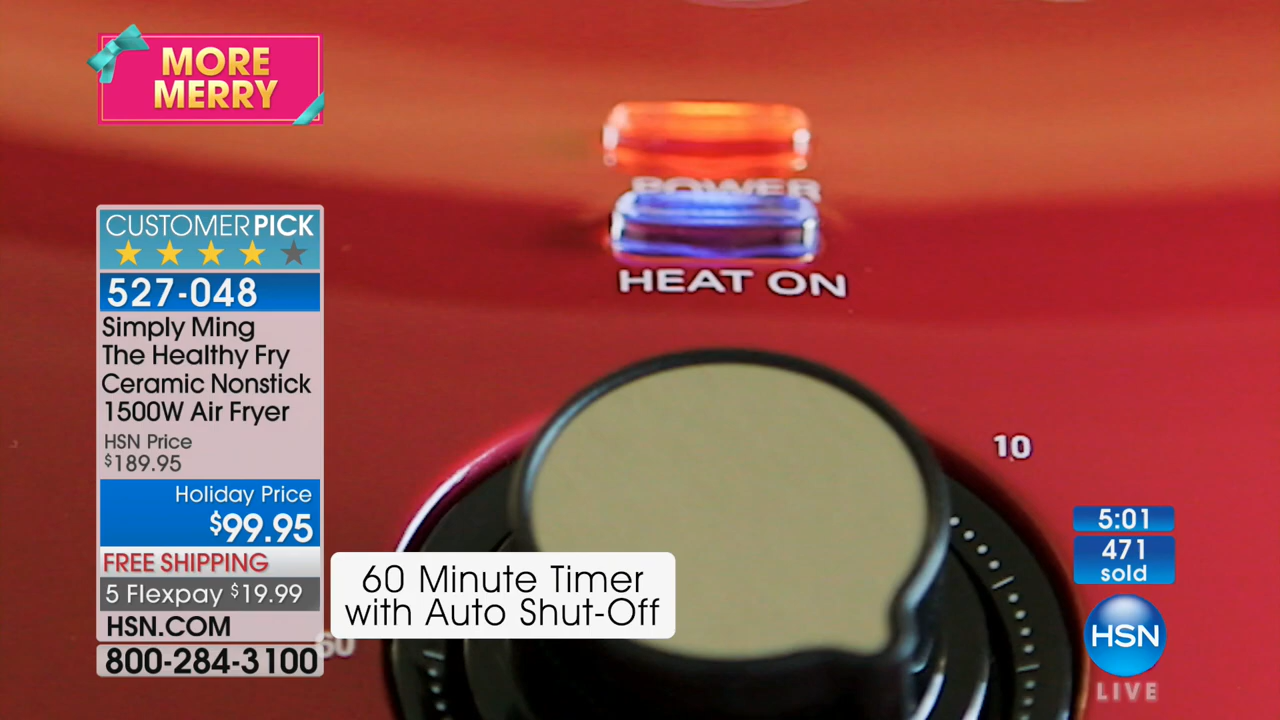 MORE
MERRY
CUSTOMER PICK
527-048
Simply Ming
The Healthy Fry
Ceramic Nonstick
1500W Air Fryer
HSN Price
$189.95
Holiday Price
$99.95
FREE SHIPPING
5 Flexpay $19.99
HSN.COM
800-284-3100
POWER
HEAT ON
10
60
60 Minute Timer
with Auto Shut-Off
5:01
471
sold
HSN
LIVE